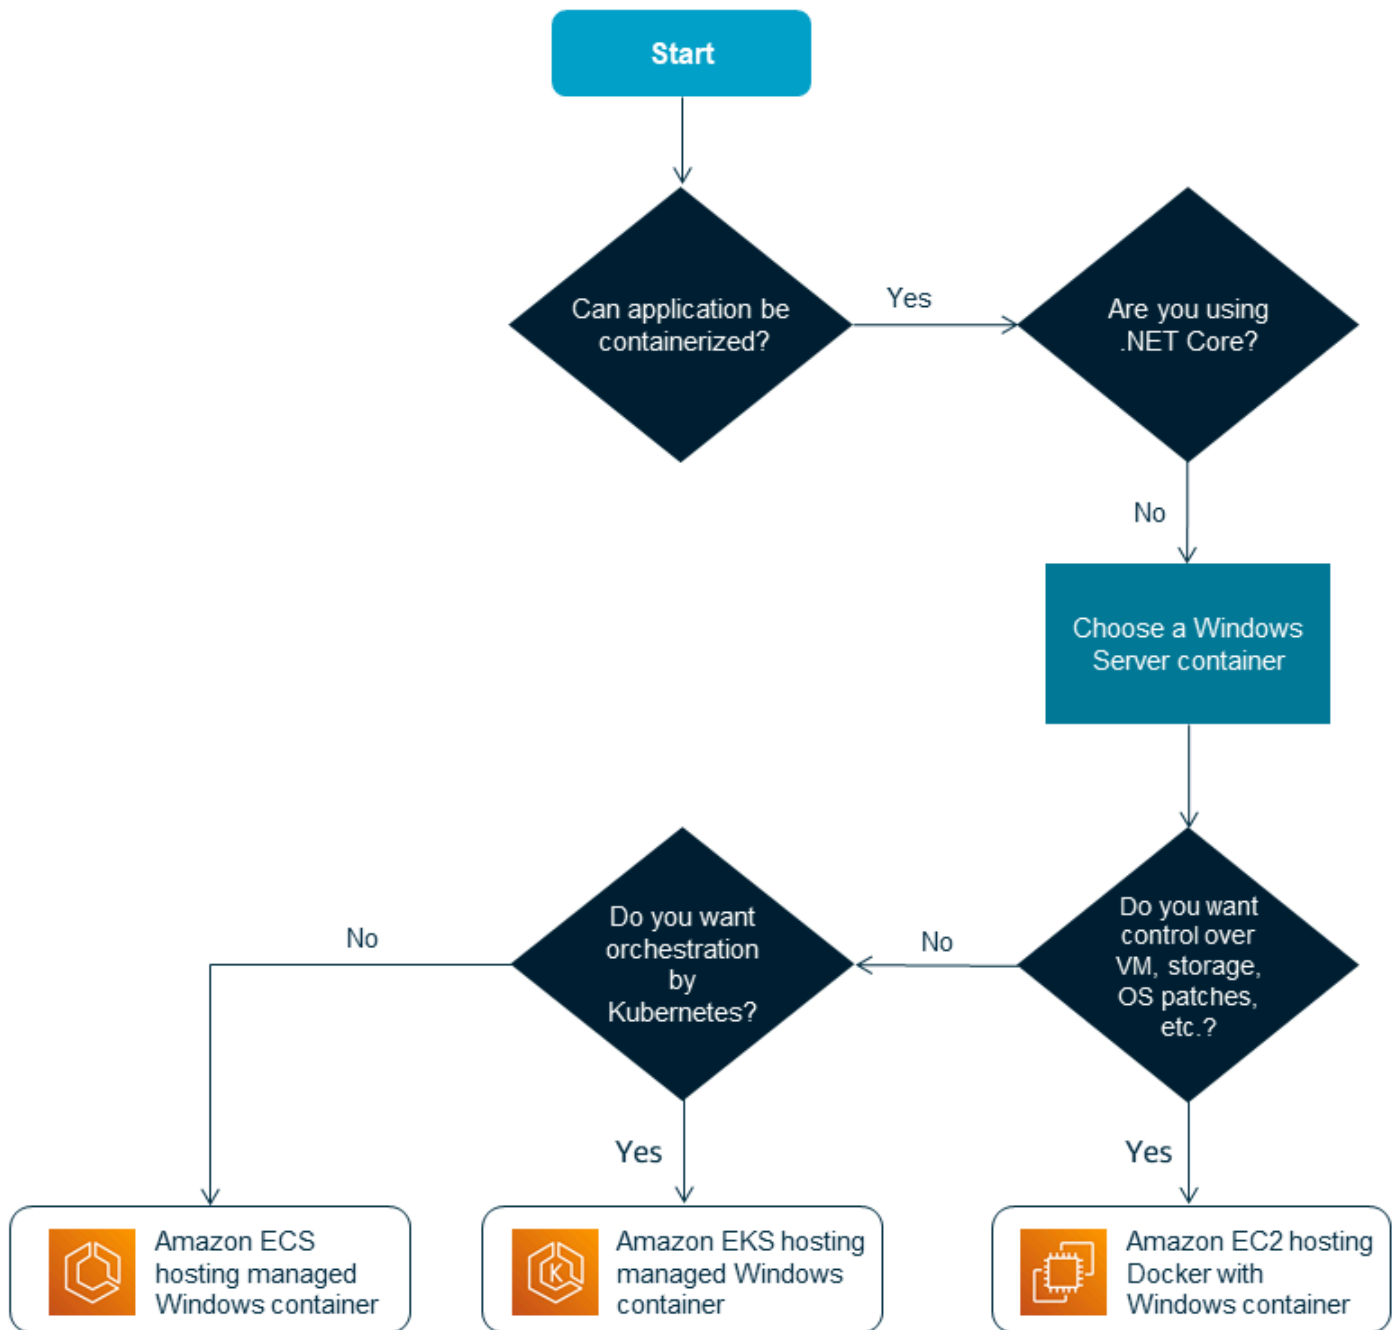 Start
Can application be
containerized?
Yes
Are you using
.NET Core?
No
Choose a Windows
Server container
Do you want
control over
VM, storage,
OS patches,
etc.?
No
Do you want
orchestration
by
Kubernetes?
No
Yes
Yes
Amazon ECS
hosting managed
Windows container
K
Amazon EKS hosting
managed Windows
container
Amazon EC2 hosting
Docker with
Windows container